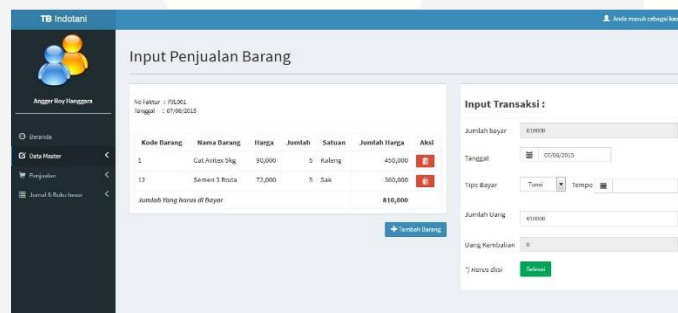 TB Indotani
Anda masuk sebagai
Angger Roy Hanggara
Beranda
Data Master
Penjualan
Jurnal & Buku besar
Input Penjualan Barang
No Faktur : PJL001
Tanggal : 07/06/2015
Kode Barang Nama Barang Harga Jumlah Satuan Jumlah Harga Aksi
1 Cat Avitex 5kg 90,000 5 Kaleng 450,000
12 Semen 3 Roda 72,000 5 Sak 360,000
Jumlah Yang harus di Bayar 810,000
Tambah Barang
Input Transaksi :
Jumlah bayar 810000
Tanggal 07/06/2015
Tipe Bayar Tunai Tempo
Jumlah Uang 810000
Uang Kembalian 0
*) Harus diisi Selesai